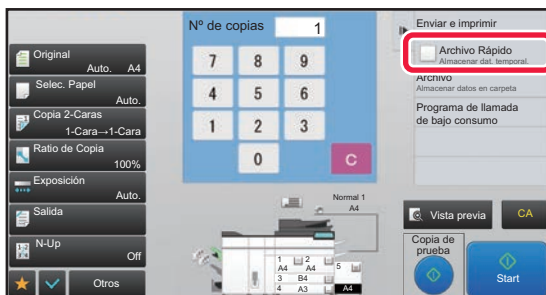 Nº de copias 1
Original
Auto. A4
Selec. Papel
Auto.
Copia 2-Caras
1-Cara→1-Cara
Ratio de Copia
100%
Exposición
Auto.
Salida
N-Up
Off
Otros
7 8 9
4 5 6
1 2 3
0 C
Normal 1
A4
1 2 5
A4 A4
3 B4
4 A3 A4
Enviar e imprimir
Archivo Rápido
Almacenar dat. temporal.
Archivo
Almacenar datos en carpeta
Programa de llamada
de bajo consumo
Vista previa CA
Copia de
prueba
Start